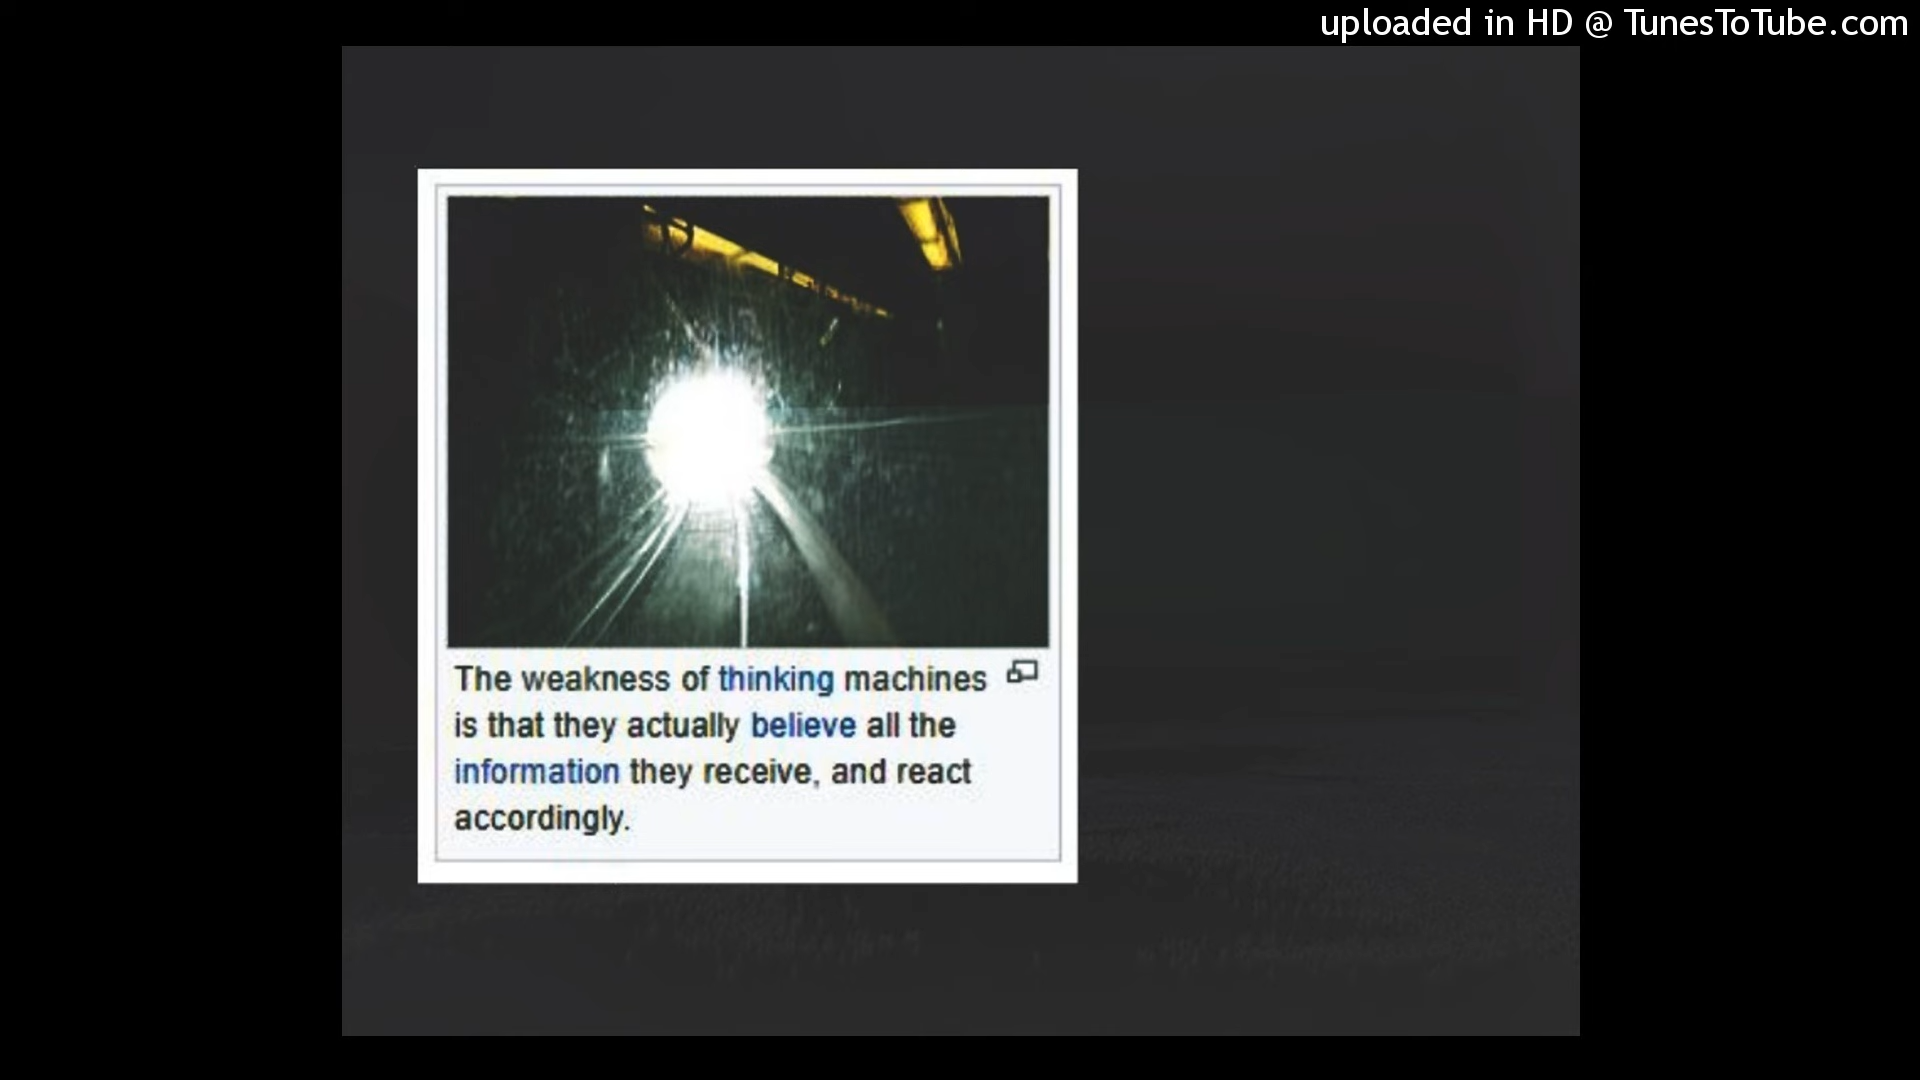 uploaded in HD @ TunesToTube.com
The weakness of thinking machines
is that they actually believe all the
information they receive, and react
accordingly.